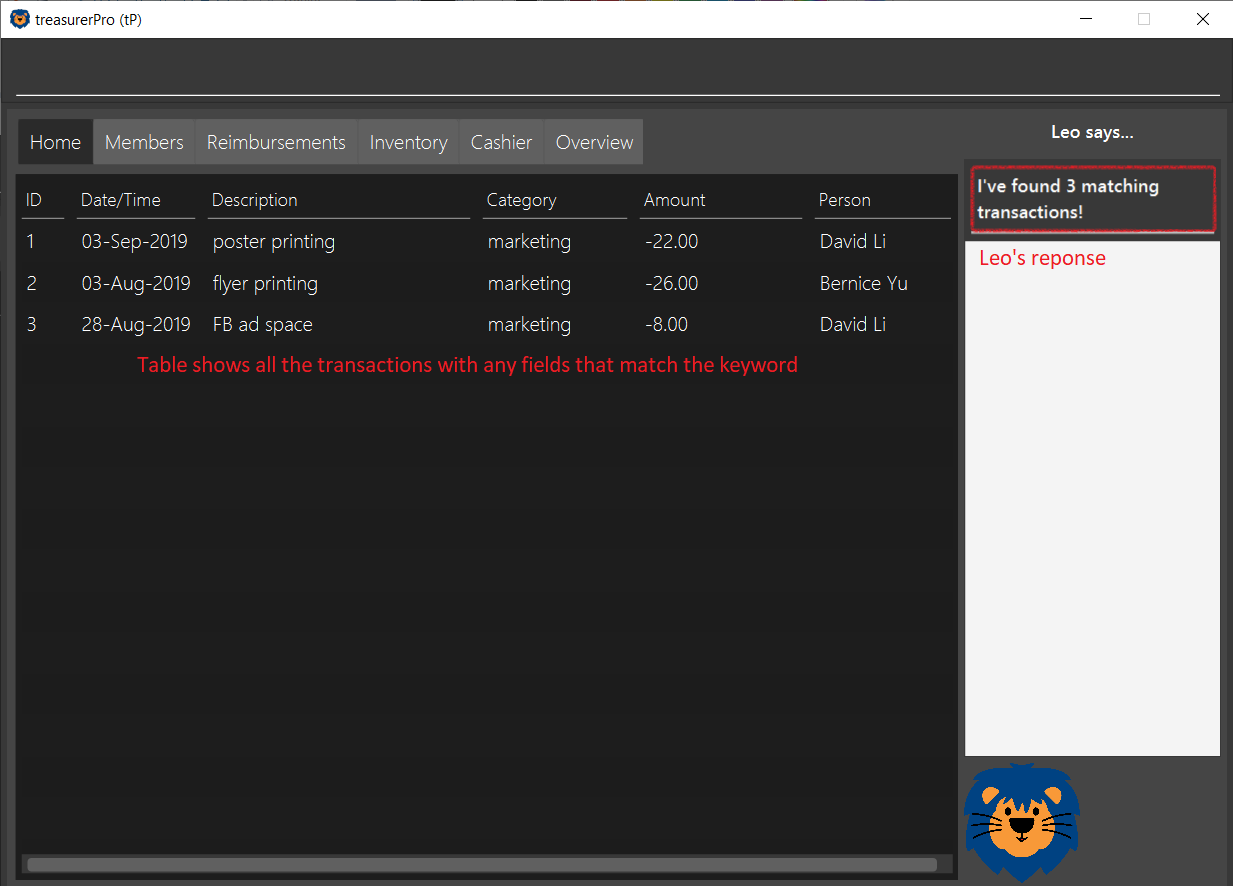 treasurerPro (tP)
Home Members Reimbursements Inventory Cashier Overview
Leo says...
I've found 3 matching
transactions!
Leo's reponse
ID Date/Time Description Category Amount Person
1 03-Sep-2019 poster printing marketing -22.00 David Li
2 03-Aug-2019 flyer printing marketing -26.00 Bernice Yu
3 28-Aug-2019 FB ad space marketing -8.00 David Li
Table shows all the transactions with any fields that match the keyword